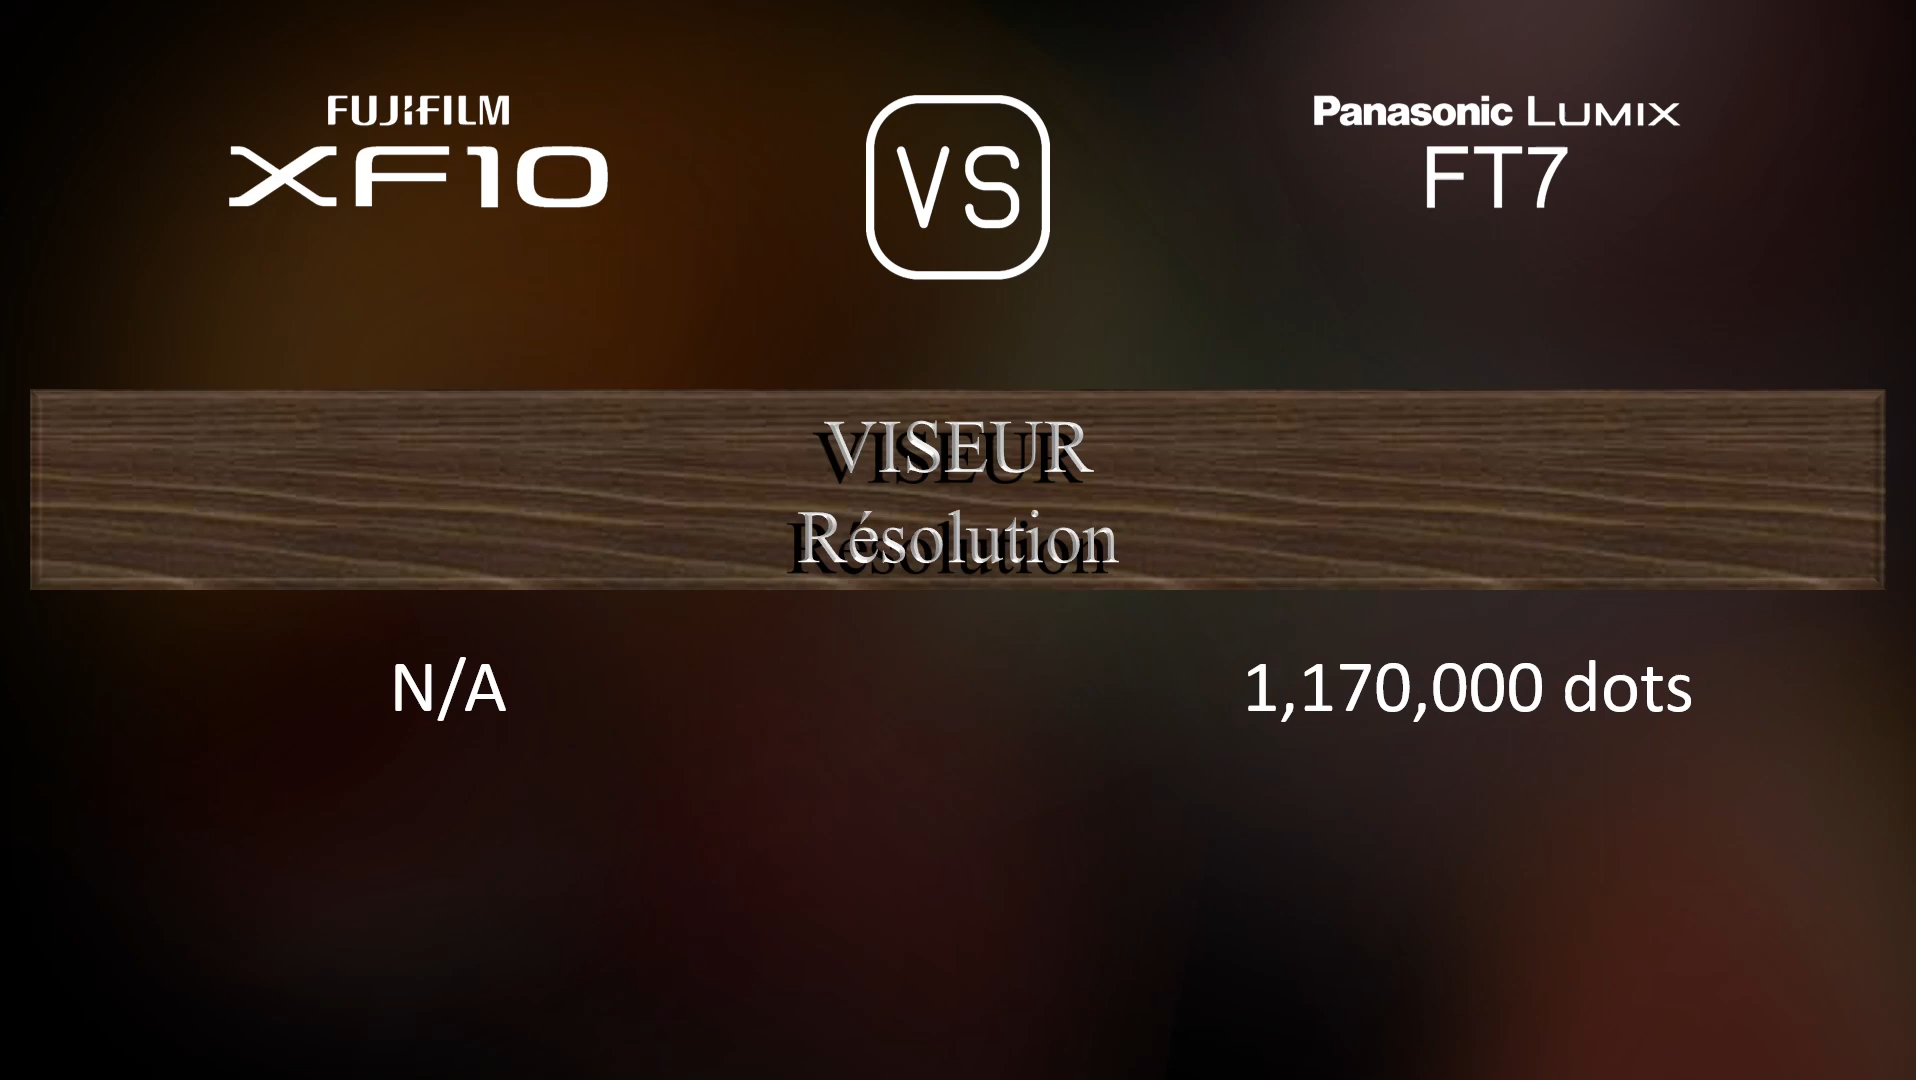 FUJIFILM
XF10
VS
Panasonic LUMIX
FT7
VISEUR
Résolution
N/A
1,170,000 dots